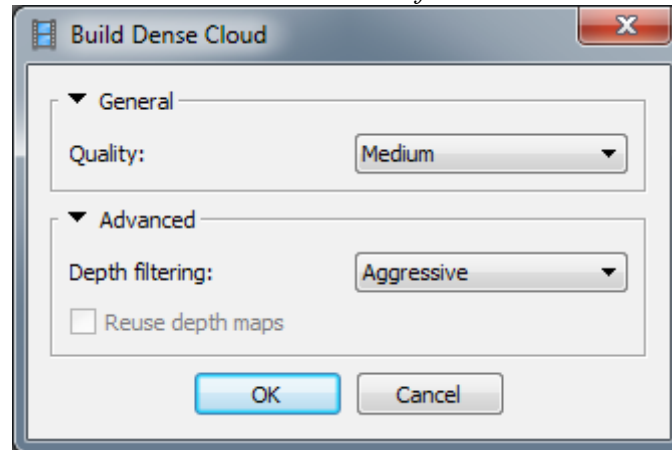 Build Dense Cloud
General
Quality: Medium
Advanced
Depth filtering: Aggressive
Reuse depth maps
OK Cancel